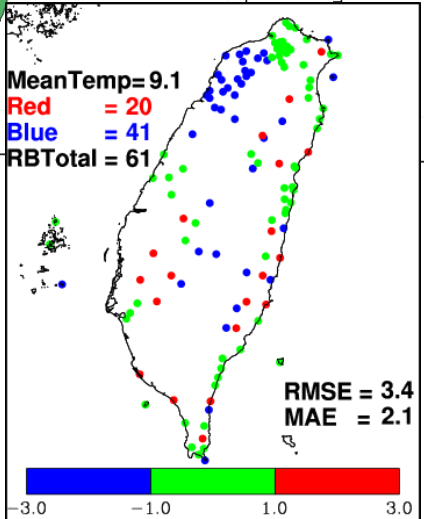 MeanTemp= 9.1
Red = 20
Blue = 41
RBTotal = 61
RMSE = 3.4
MAE = 2.1
−3.0 −1.0 1.0 3.0